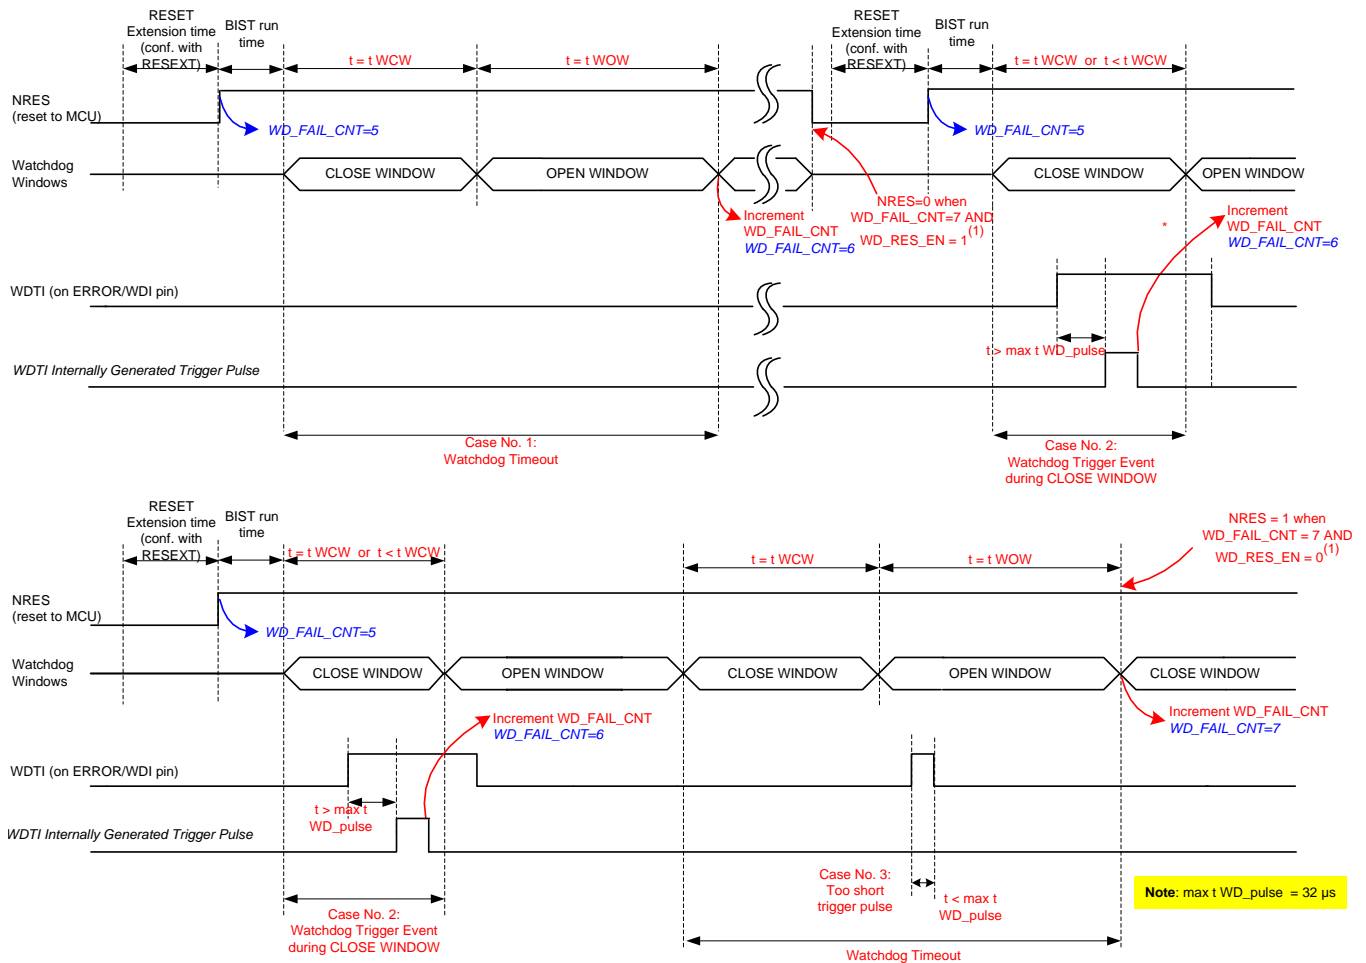 RESET
Extension time
(conf. with
RESEXT)
BIST run
time
t = t WCW
t = t WOW
RESET
Extension time
(conf. with
RESEXT)
BIST run
time
t = t WCW or t < t WCW
NRES
(reset to MCU)
WD_FAIL_CNT=5
WD_FAIL_CNT=5
Watchdog
Windows
CLOSE WINDOW
OPEN WINDOW
CLOSE WINDOW
OPEN WINDOW
Increment
WD_FAIL_CNT
WD_FAIL_CNT=6
NRES=0 when
WD_FAIL_CNT=7 AND
WD_RES_EN = 1(1)
*
Increment
WD_FAIL_CNT
WD_FAIL_CNT=6
WDTI (on ERROR/WDI pin)
t > max t WD_pulse
WDTI Internally Generated Trigger Pulse
Case No. 1:
Watchdog Timeout
Case No. 2:
Watchdog Trigger Event
during CLOSE WINDOW
RESET
Extension time
(conf. with
RESEXT)
BIST run
time
t = t WCW or t < t WCW
t = t WCW
t = t WOW
NRES = 1 when
WD_FAIL_CNT = 7 AND
WD_RES_EN = 0(1)
NRES
(reset to MCU)
WD_FAIL_CNT=5
Watchdog
Windows
CLOSE WINDOW
OPEN WINDOW
CLOSE WINDOW
OPEN WINDOW
CLOSE WINDOW
Increment WD_FAIL_CNT
WD_FAIL_CNT=6
Increment WD_FAIL_CNT
WD_FAIL_CNT=7
WDTI (on ERROR/WDI pin)
t > max t
WD_pulse
WDTI Internally Generated Trigger Pulse
Case No. 3:
Too short
trigger pulse
t < max t
WD_pulse
Note: max t WD_pulse = 32 µs
Case No. 2:
Watchdog Trigger Event
during CLOSE WINDOW
Watchdog Timeout